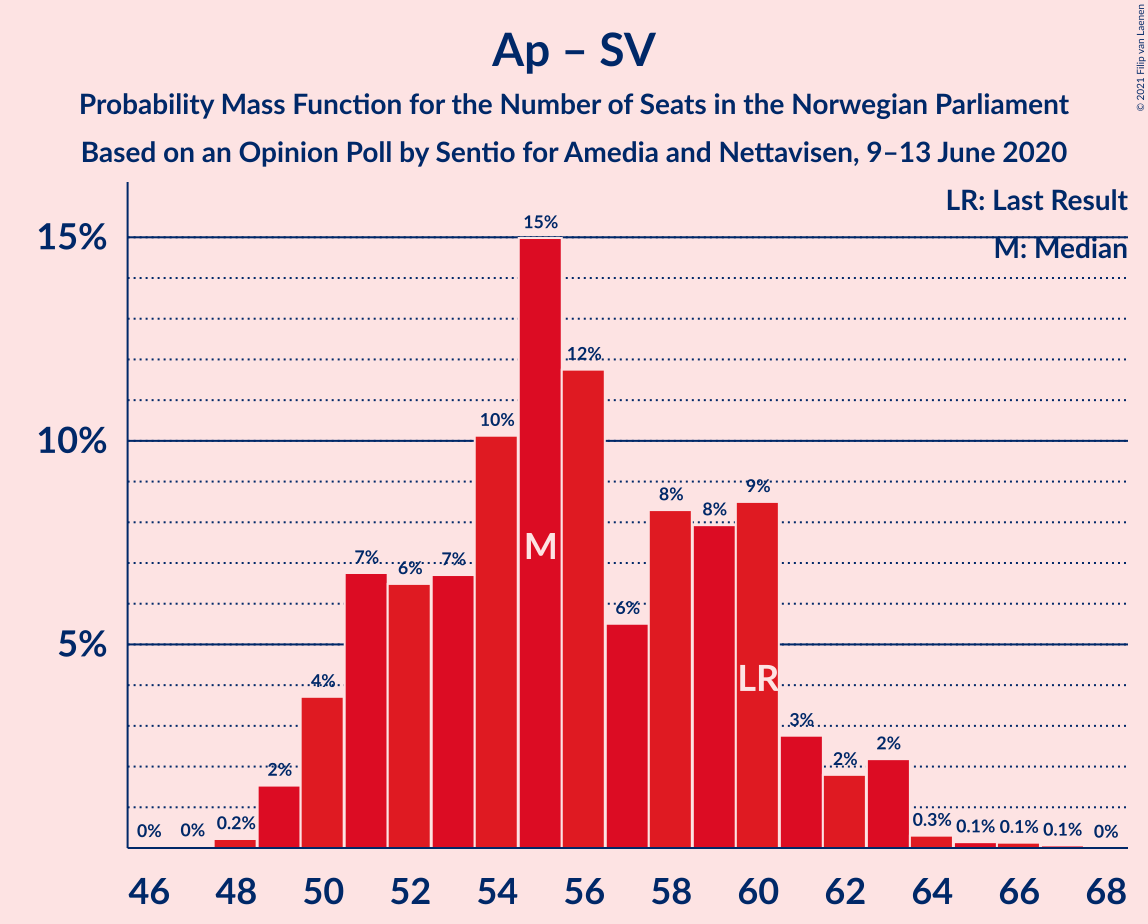 Ap – SV
Probability Mass Function for the Number of Seats in the Norwegian Parliament
Based on an Opinion Poll by Sentio for Amedia and Nettavisen, 9–13 June 2020
© 2021 Filip van Laenen
LR: Last Result
M: Median
15%
10%
5%
0%
0%
0.2%
2%
4%
7%
6%
7%
10%
15%
12%
6%
8%
8%
9%
3%
2%
2%
0.3%
0.1%
0.1%
0.1%
0%
M
LR
46 48 50 52 54 56 58 60 62 64 66 68